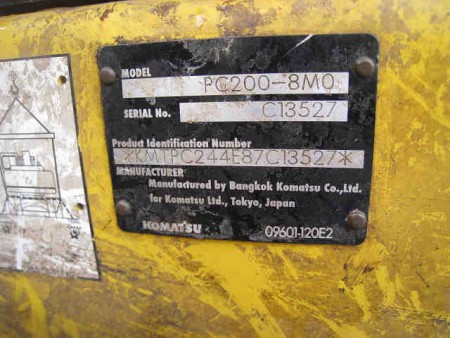 MODEL PC200-8M0
SERIAL No. C13527
Product Identification Number
*KMTPC244E87C13527*
MANUFACTURER
Manufactured by Bangkok Komatsu Co.,Ltd.
for Komatsu Ltd., Tokyo, Japan
KOMATSU 09601-120E2